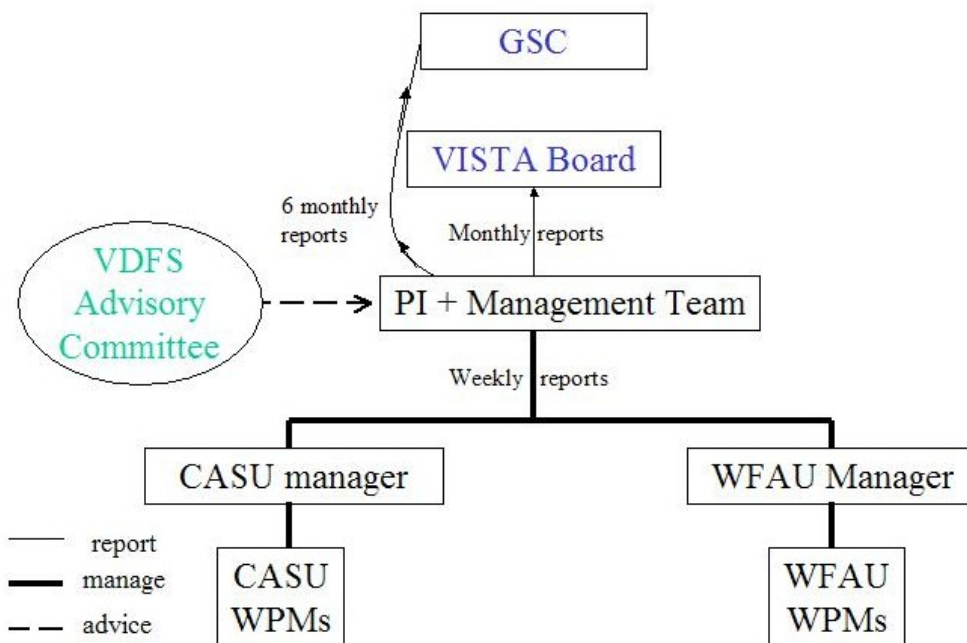 GSC
VISTA Board
6 monthly
reports
Monthly reports
VDFS
Advisory
Committee
PI + Management Team
Weekly reports
CASU manager
WFAU Manager
report
manage
advice
CASU
WPMs
WFAU
WPMs